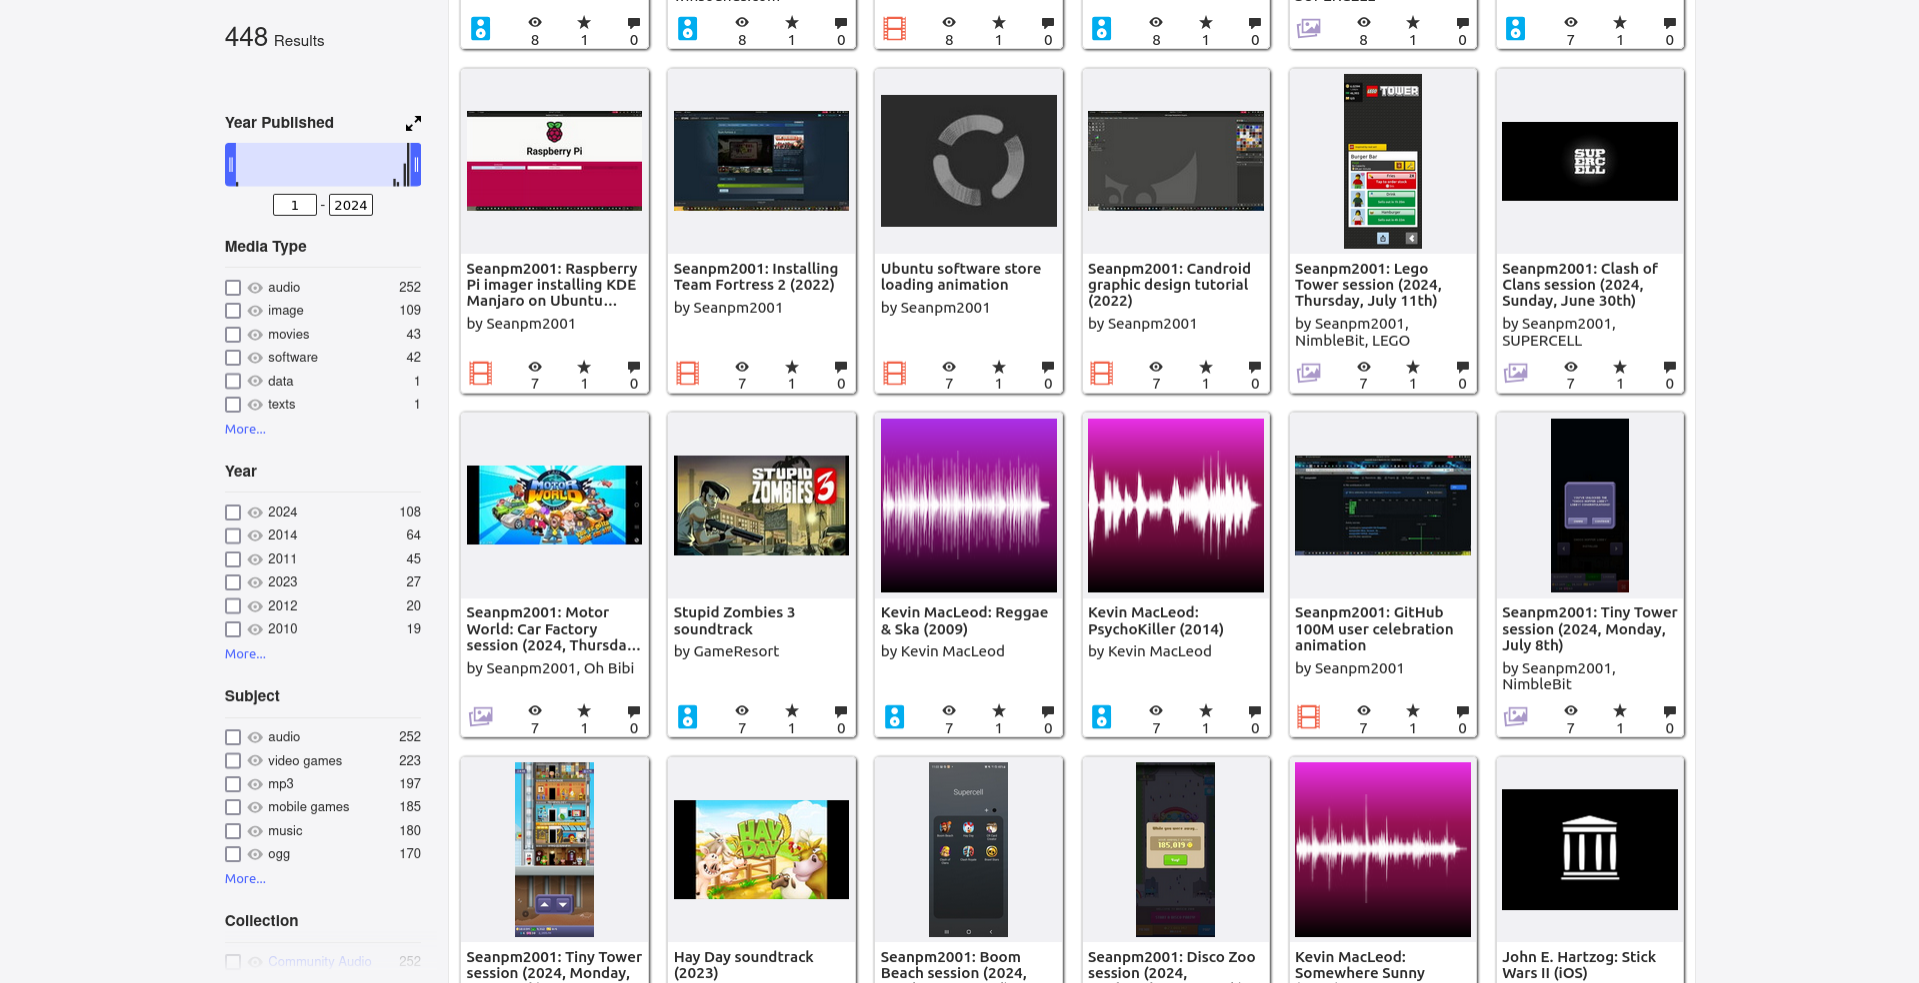 448 Results
Year Published
1 - 2024
Media Type
audio 252
image 109
movies 43
software 42
data 1
texts 1
More...
Year
2024 108
2014 64
2011 45
2023 27
2012 20
2010 19
More...
Subject
audio 252
video games 223
mp3 197
mobile games 185
music 180
ogg 170
More...
Collection
Community Audio 252
8 1 0
8 1 0
8 1 0
8 1 0
8 1 0
7 1 0
Raspberry Pi
Seanpm2001: Raspberry
Pi imager installing KDE
Manjaro on Ubuntu...
by Seanpm2001
7 1 0
Seanpm2001: Installing
Team Fortress 2 (2022)
by Seanpm2001
7 1 0
Ubuntu software store
loading animation
by Seanpm2001
7 1 0
Seanpm2001: Candroid
graphic design tutorial
(2022)
by Seanpm2001
7 1 0
LEGO TOWER
Burger Bar
Seanpm2001: Lego
Tower session (2024,
Thursday, July 11th)
by Seanpm2001,
NimbleBit, LEGO
7 1 0
SUP
ERC
ELL
Seanpm2001: Clash of
Clans session (2024,
Sunday, June 30th)
by Seanpm2001,
SUPERCELL
7 1 0
MOTOR
WORLD
Seanpm2001: Motor
World: Car Factory
session (2024, Thursda...
by Seanpm2001, Oh Bibi
7 1 0
STUPID
ZOMBIES 3
Stupid Zombies 3
soundtrack
by GameResort
7 1 0
Kevin MacLeod: Reggae
& Ska (2009)
by Kevin MacLeod
7 1 0
Kevin MacLeod:
PsychoKiller (2014)
by Kevin MacLeod
7 1 0
Seanpm2001: GitHub
100M user celebration
animation
by Seanpm2001
7 1 0
Seanpm2001: Tiny Tower
session (2024, Monday,
July 8th)
by Seanpm2001,
NimbleBit
7 1 0
Seanpm2001: Tiny Tower
session (2024, Monday,
HAY
DAY
Hay Day soundtrack
(2023)
Supercell
Seanpm2001: Boom
Beach session (2024,
While you were away...
185,019
Seanpm2001: Disco Zoo
session (2024,
Kevin MacLeod:
Somewhere Sunny
John E. Hartzog: Stick
Wars II (iOS)